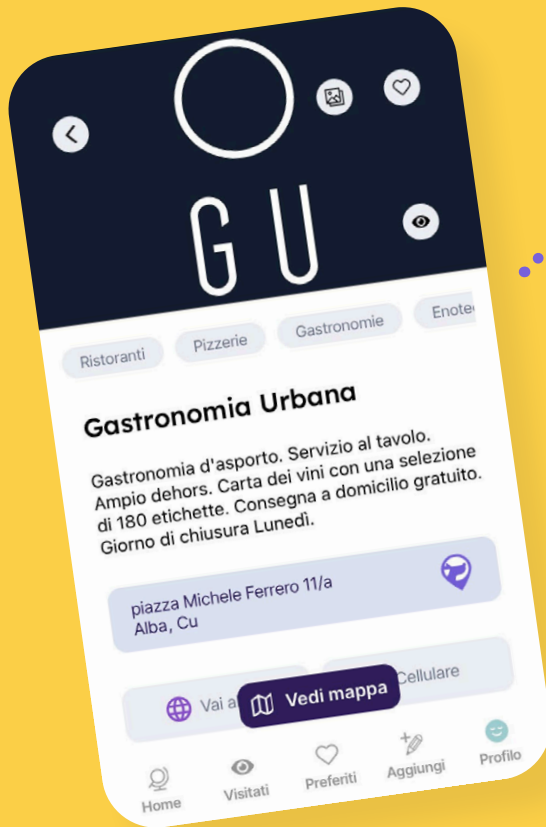 GU
Ristoranti Pizzerie Gastronomie Enote
Gastronomia Urbana
Gastronomia d'asporto. Servizio al tavolo.
Ampio dehors. Carta dei vini con una selezione
di 180 etichette. Consegna a domicilio gratuito.
Giorno di chiusura Lunedì.
piazza Michele Ferrero 11/a
Alba, Cu
Vai a Vedi mappa Cellulare
Home Visitati Preferiti Aggiungi Profilo